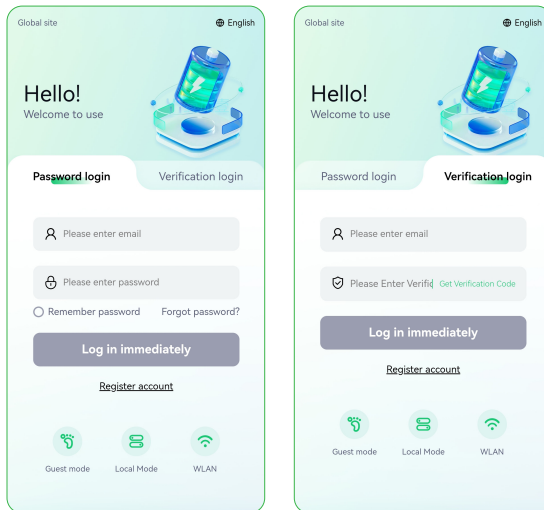 Global site
English
Hello!
Welcome to use
Password login
Verification login
Please enter email
Please enter password
Remember password
Forgot password?
Log in immediately
Register account
Guest mode
Local Mode
WLAN
Global site
English
Hello!
Welcome to use
Password login
Verification login
Please enter email
Please Enter Verific
Get Verification Code
Log in immediately
Register account
Guest mode
Local Mode
WLAN